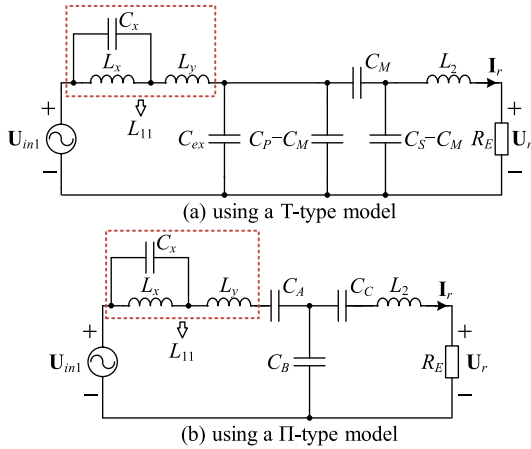 C_x
L_x L_y C_M L_2 I_r
+ L_11 +
U_in1 C_ex C_P−C_M C_S−C_M R_E U_r
− −
(a) using a T-type model
C_x
L_x L_y C_A C_C L_2 I_r
+ L_11 +
U_in1 C_B R_E U_r
− −
(b) using a Π-type model